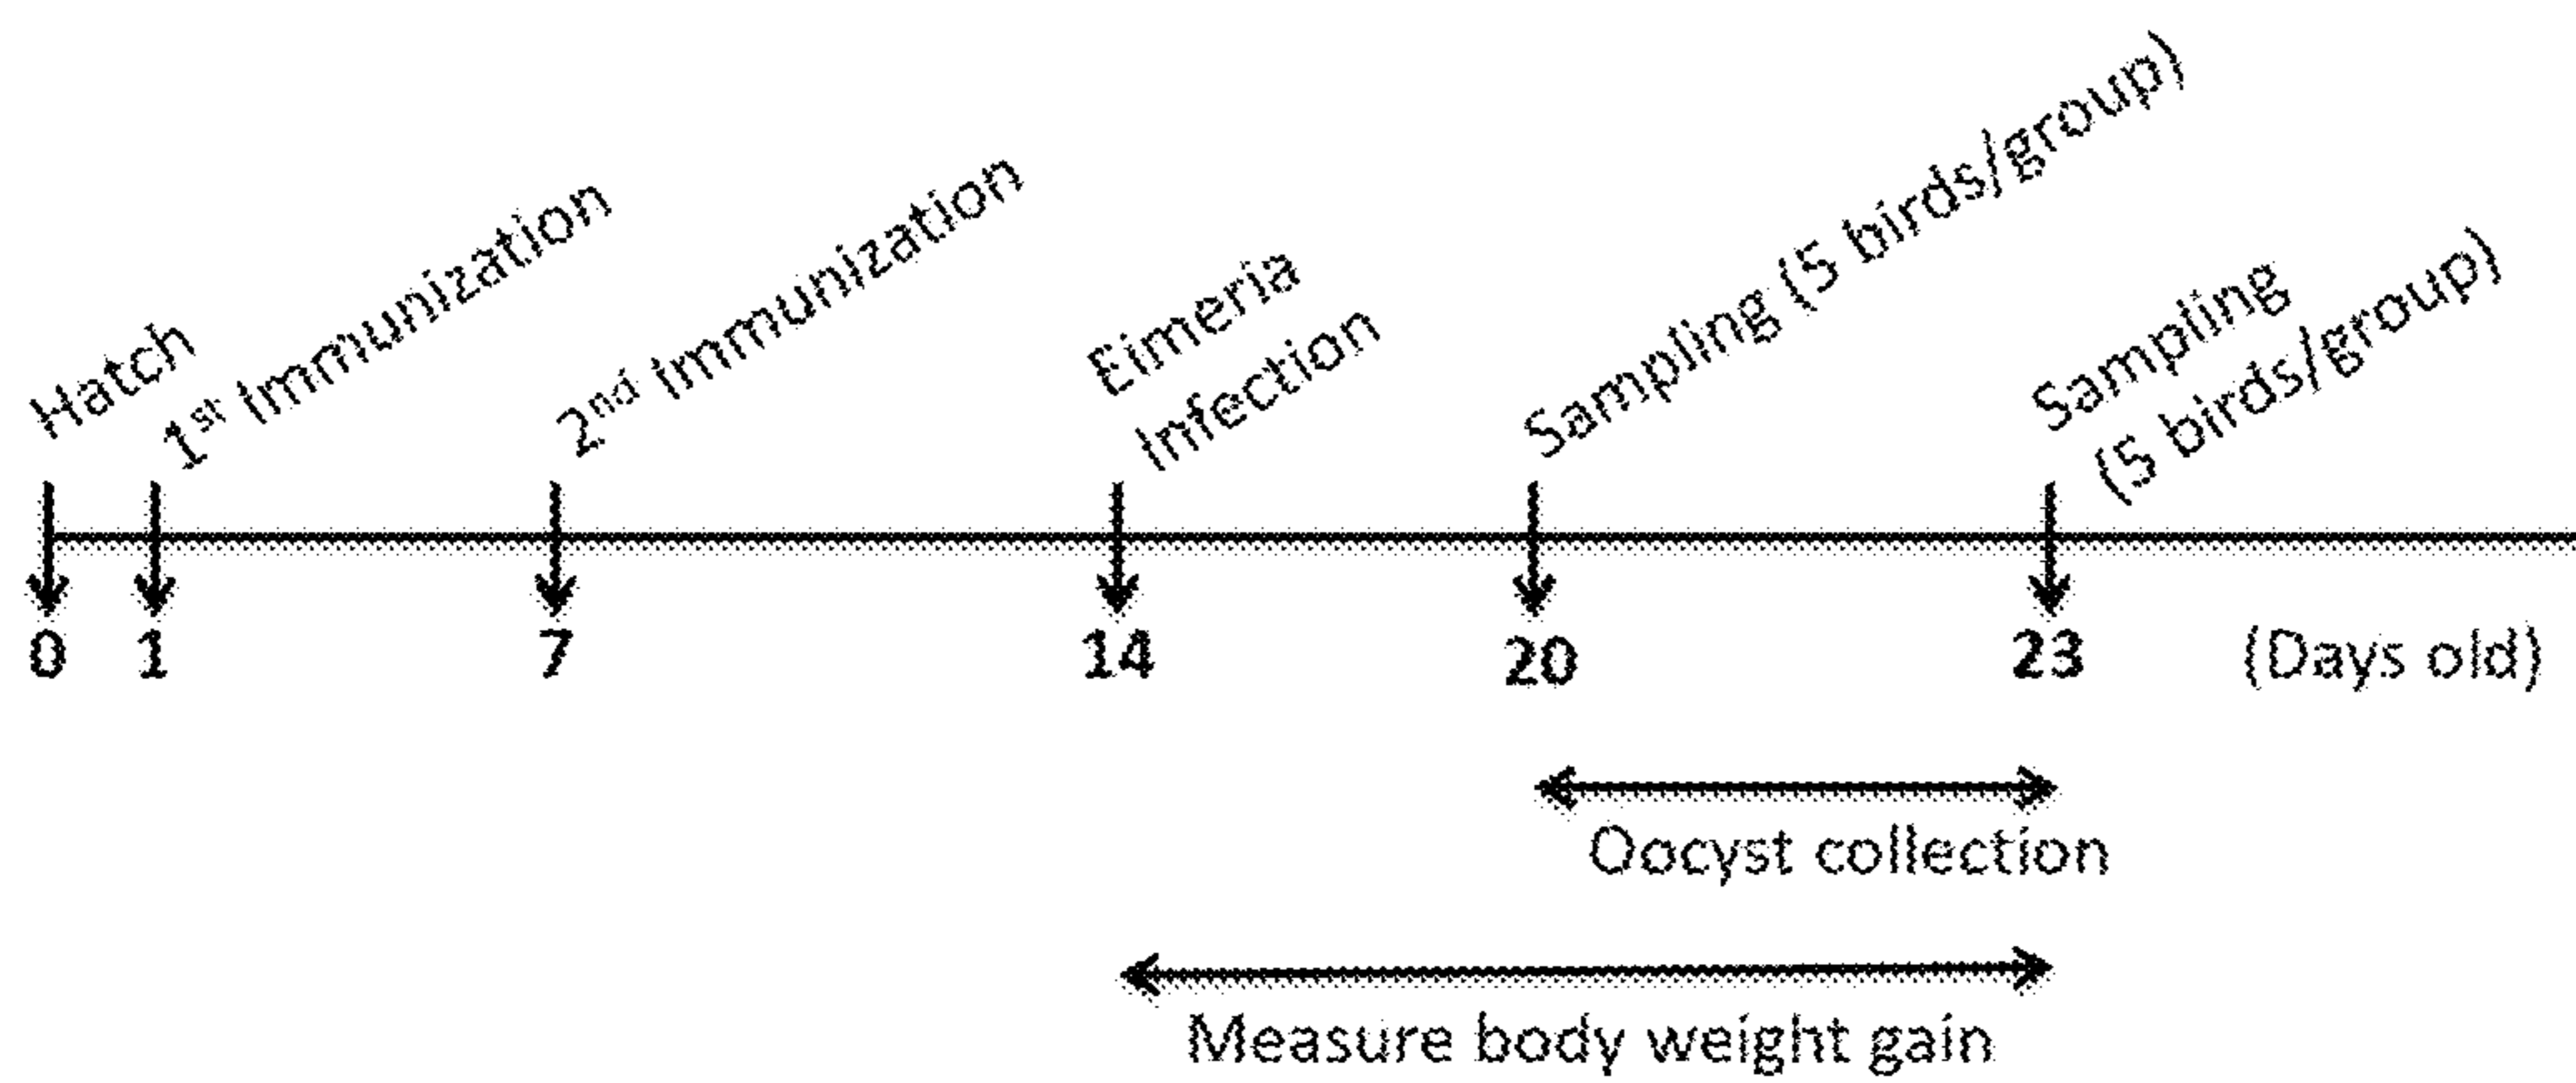 Hatch
1st Immunization
2nd Immunization
Eimeria
Infection
Sampling (5 birds/group)
Sampling
(5 birds/group)
0 1 7 14 20 23 (Days old)
Oocyst collection
Measure body weight gain